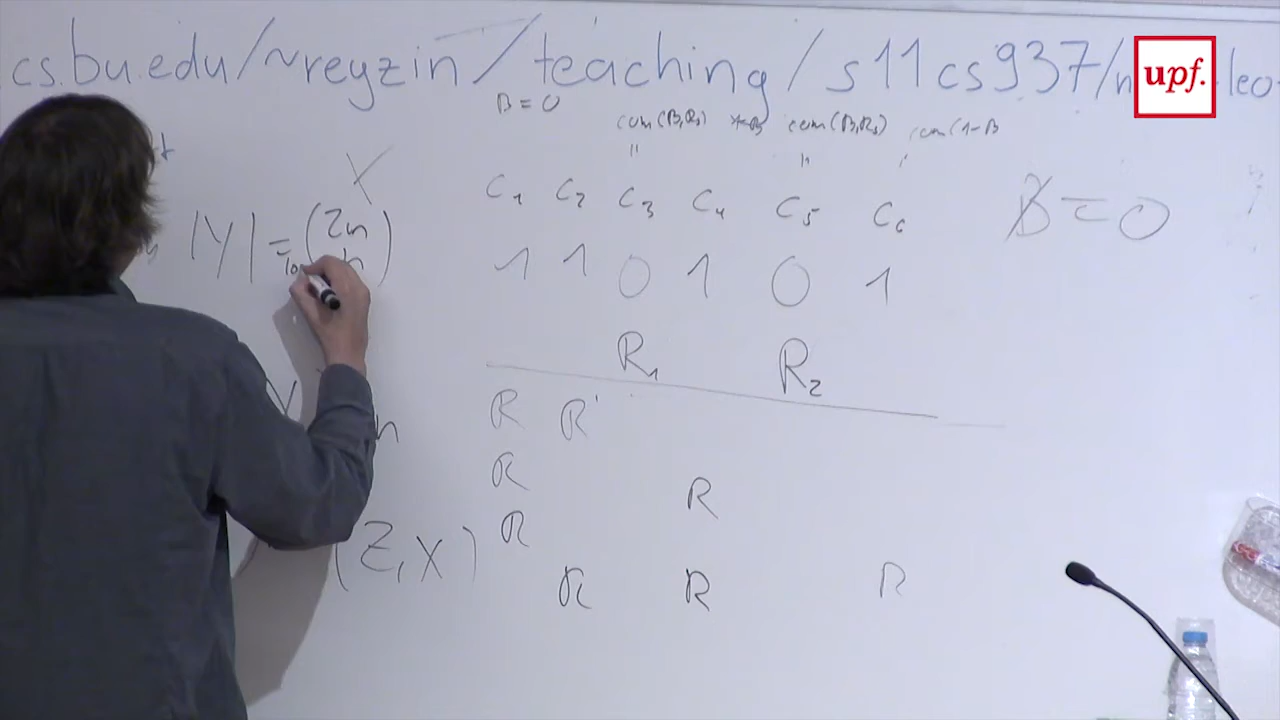 cs.bu.edu/~reyzin/teaching/s11cs937/
upf.
B = 0
com(B,R1) com(B,R2) com(1-B
X
C1 C2 C3 C4 C5 C6
|Y| = (2n
n)
B = 0
1 1 0 1 0 1
R1 R2
R R'
R R
R
(Z,X)
R R R